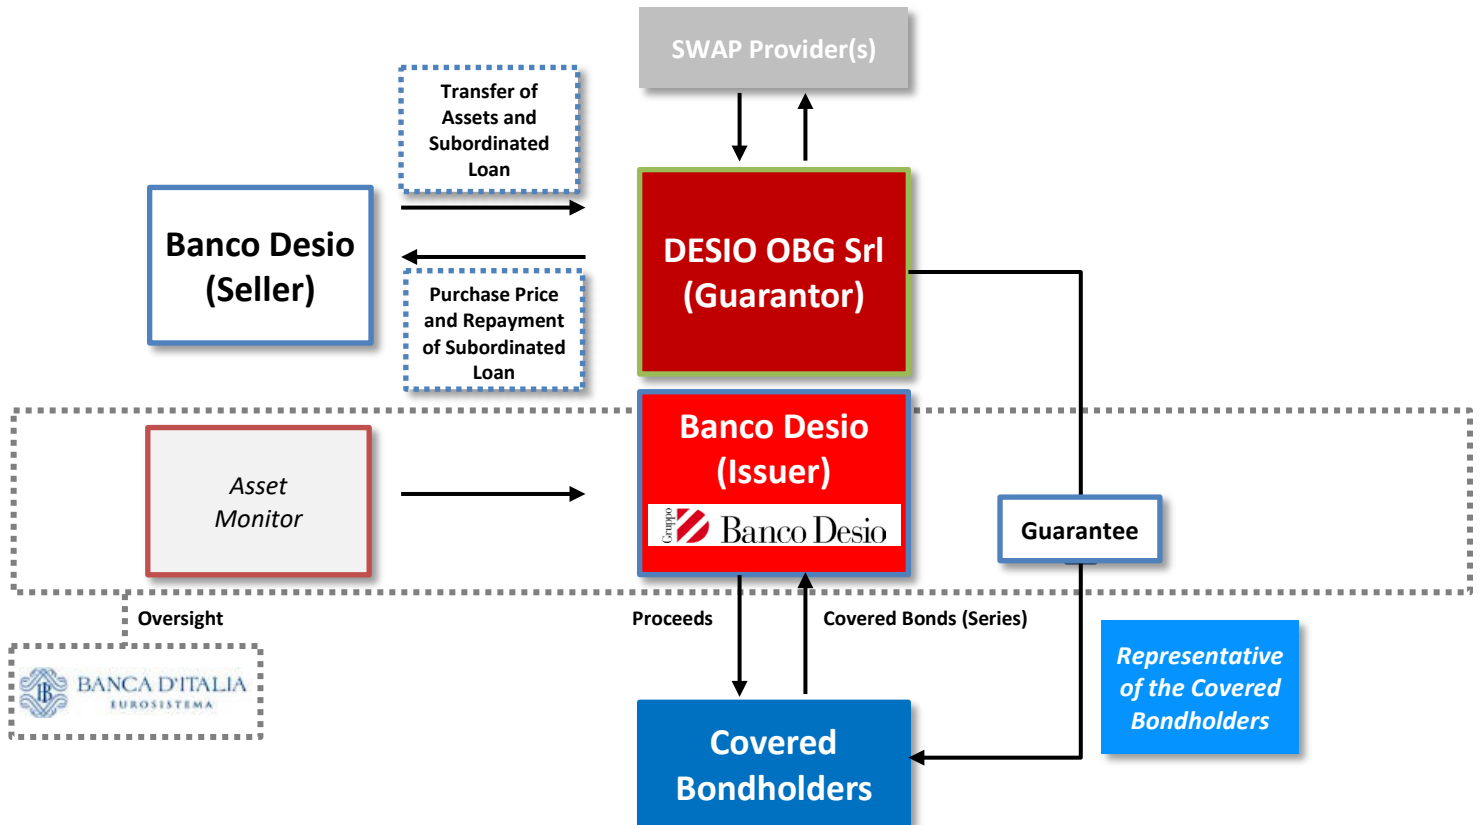 SWAP Provider(s)
Transfer of
Assets and
Subordinated
Loan
Banco Desio
(Seller)
DESIO OBG Srl
(Guarantor)
Purchase Price
and Repayment
of Subordinated
Loan
Asset
Monitor
Banco Desio
(Issuer)
Gruppo
Banco Desio
Guarantee
Oversight
Proceeds
Covered Bonds (Series)
BANCA D'ITALIA
EUROSISTEMA
Representative
of the Covered
Bondholders
Covered
Bondholders